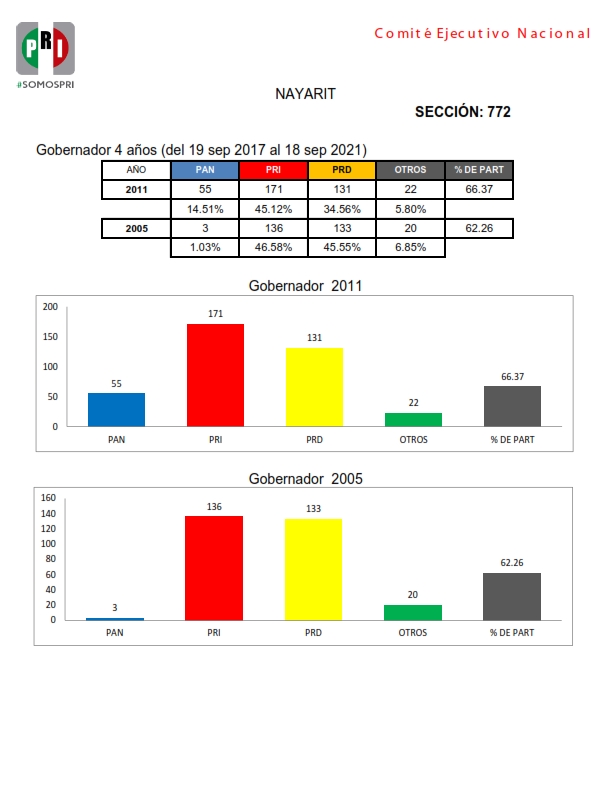 PRI
#SOMOSPRI
Comité Ejecutivo Nacional
NAYARIT
SECCIÓN: 772
Gobernador 4 años (del 19 sep 2017 al 18 sep 2021)
AÑO PAN PRI PRD OTROS % DE PART
2011 55 171 131 22 66.37
14.51% 45.12% 34.56% 5.80%
2005 3 136 133 20 62.26
1.03% 46.58% 45.55% 6.85%
Gobernador 2011
200
150
100
50
0
55
171
131
22
66.37
PAN PRI PRD OTROS % DE PART
Gobernador 2005
160
140
120
100
80
60
40
20
0
3
136
133
20
62.26
PAN PRI PRD OTROS % DE PART